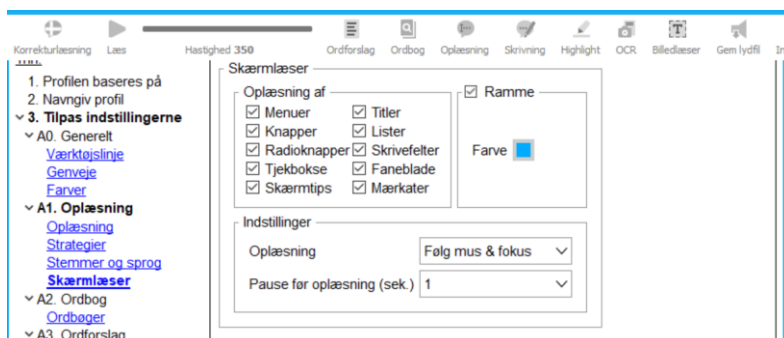 Korrekturlæsning Læs Hastighed 350 Ordforslag Ordbog Oplæsning Skrivning Highlight OCR Billedlæser Gem lydfil
1. Profilen baseres på
2. Navngiv profil
3. Tilpas indstillingerne
A0. Generelt
Værktøjslinje
Genveje
Farver
A1. Oplæsning
Oplæsning
Strategier
Stemmer og sprog
Skærmlæser
A2. Ordbog
Ordbøger
A3. Ordforslag
Skærmlæser
Oplæsning af
Menuer Titler
Knapper Lister
Radioknapper Skrivefelter
Tjekbokse Faneblade
Skærmtips Mærkater
Ramme
Farve
Indstillinger
Oplæsning Følg mus & fokus
Pause før oplæsning (sek.) 1